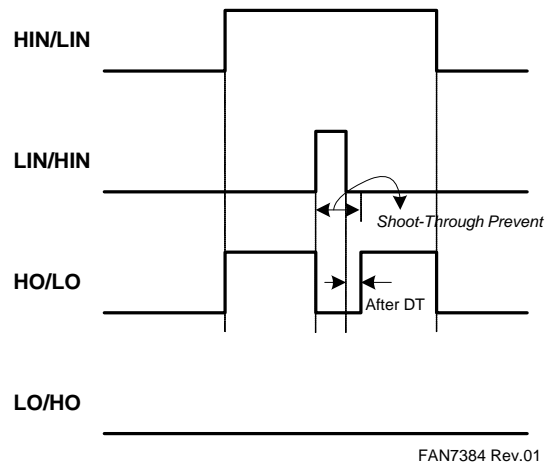 HIN/LIN
LIN/HIN
Shoot-Through Prevent
HO/LO
After DT
LO/HO
FAN7384 Rev.01